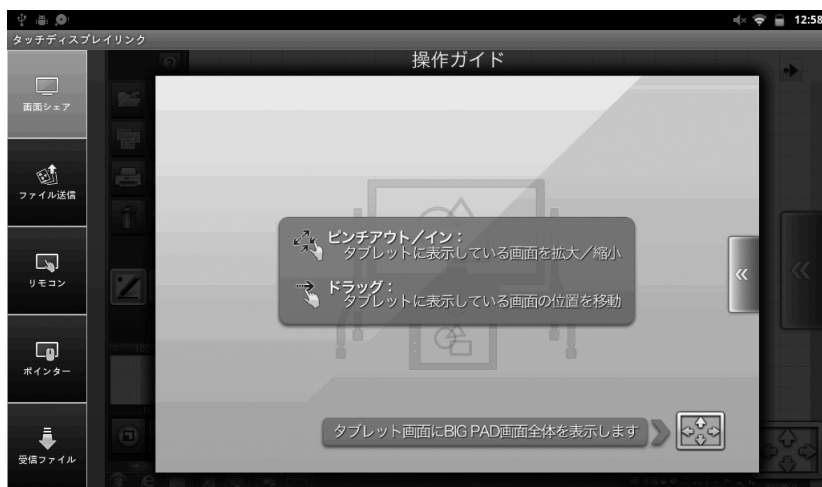 12:58
タッチディスプレイリンク
操作ガイド
画面シェア
ファイル送信
リモコン
ポインター
受信ファイル
ピンチアウト／イン：
タブレットに表示している画面を拡大／縮小
ドラッグ：
タブレットに表示している画面の位置を移動
タブレット画面にBIG PAD画面全体を表示します